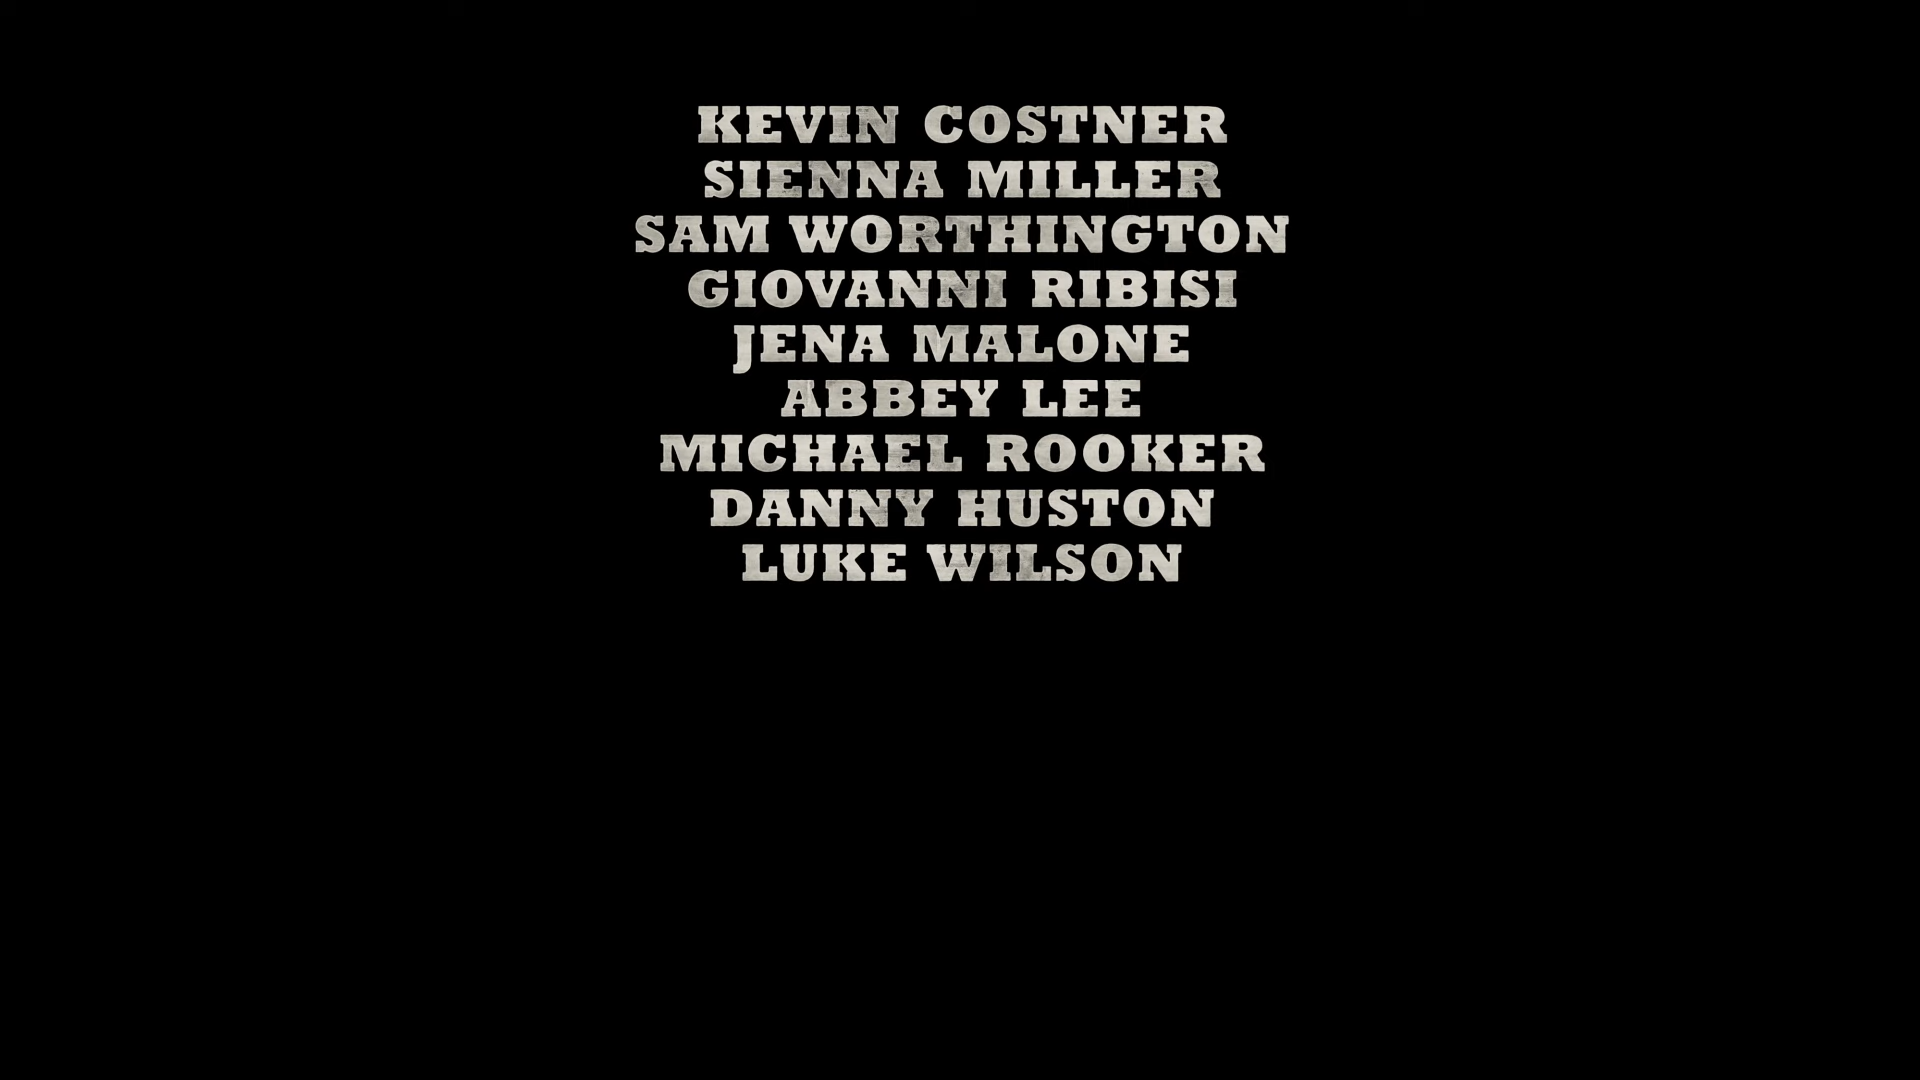 KEVIN COSTNER
SIENNA MILLER
SAM WORTHINGTON
GIOVANNI RIBISI
JENA MALONE
ABBEY LEE
MICHAEL ROOKER
DANNY HUSTON
LUKE WILSON